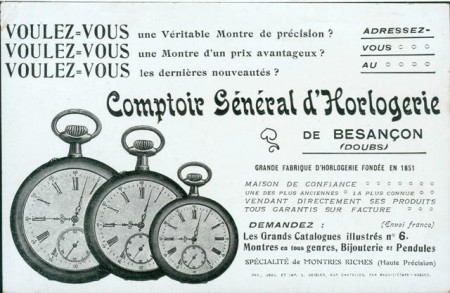 VOULEZ=VOUS une Véritable Montre de précision ?
VOULEZ=VOUS une Montre d'un prix avantageux ?
VOULEZ=VOUS les dernières nouveautés ?
ADRESSEZ-
VOUS
AU
Comptoir Général d'Horlogerie
DE BESANÇON
(DOUBS)
GRANDE FABRIQUE D'HORLOGERIE FONDÉE EN 1851
MAISON DE CONFIANCE
UNE DES PLUS ANCIENNES LA PLUS CONNUE
VENDANT DIRECTEMENT SES PRODUITS
TOUS GARANTIS SUR FACTURE
DEMANDEZ : (Envoi franco)
Les Grands Catalogues illustrés n° 6.
Montres en tous genres, Bijouterie et Pendules
SPÉCIALITÉ de MONTRES RICHES (Haute Précision)